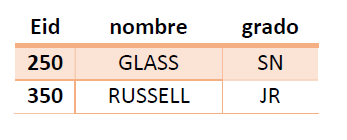 Eid nombre grado
250 GLASS SN
350 RUSSELL JR